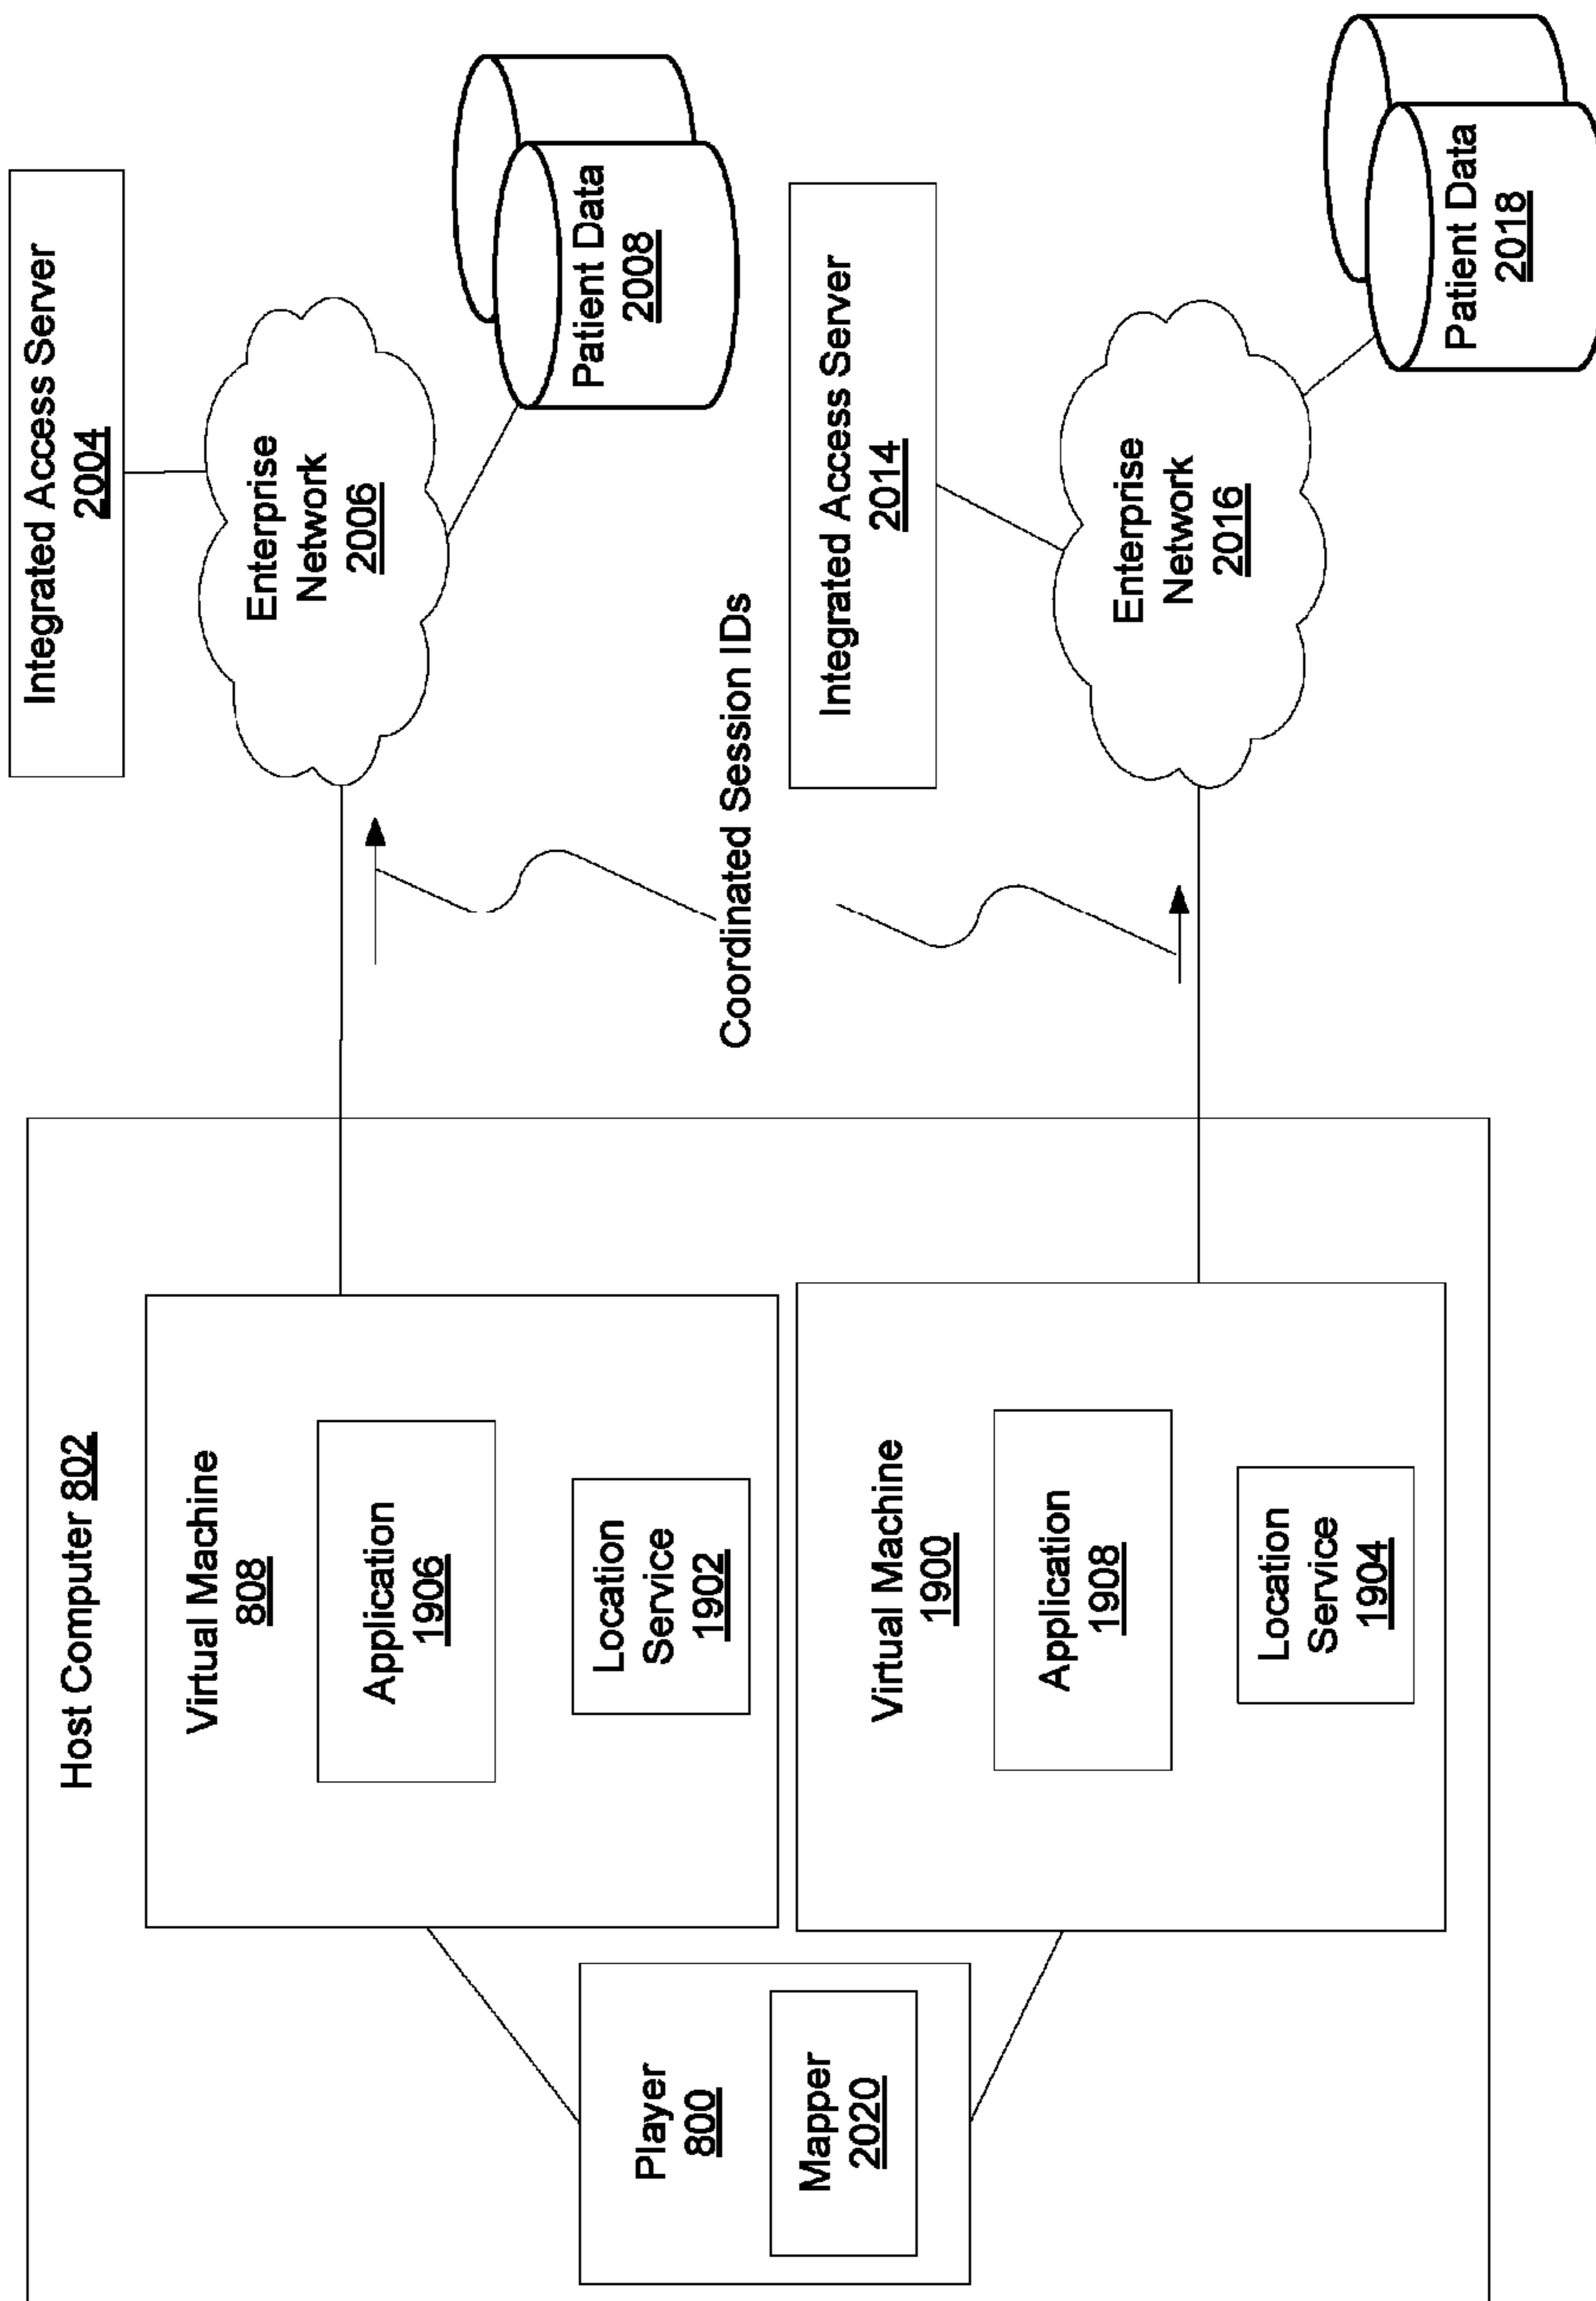 Host Computer 802
Virtual Machine
808
Application
1906
Location
Service
1902
Player
800
Mapper
2020
Virtual Machine
1900
Application
1908
Location
Service
1904
Integrated Access Server
2004
Enterprise
Network
2006
Patient Data
2008
Coordinated Session IDs
Integrated Access Server
2014
Enterprise
Network
2016
Patient Data
2018